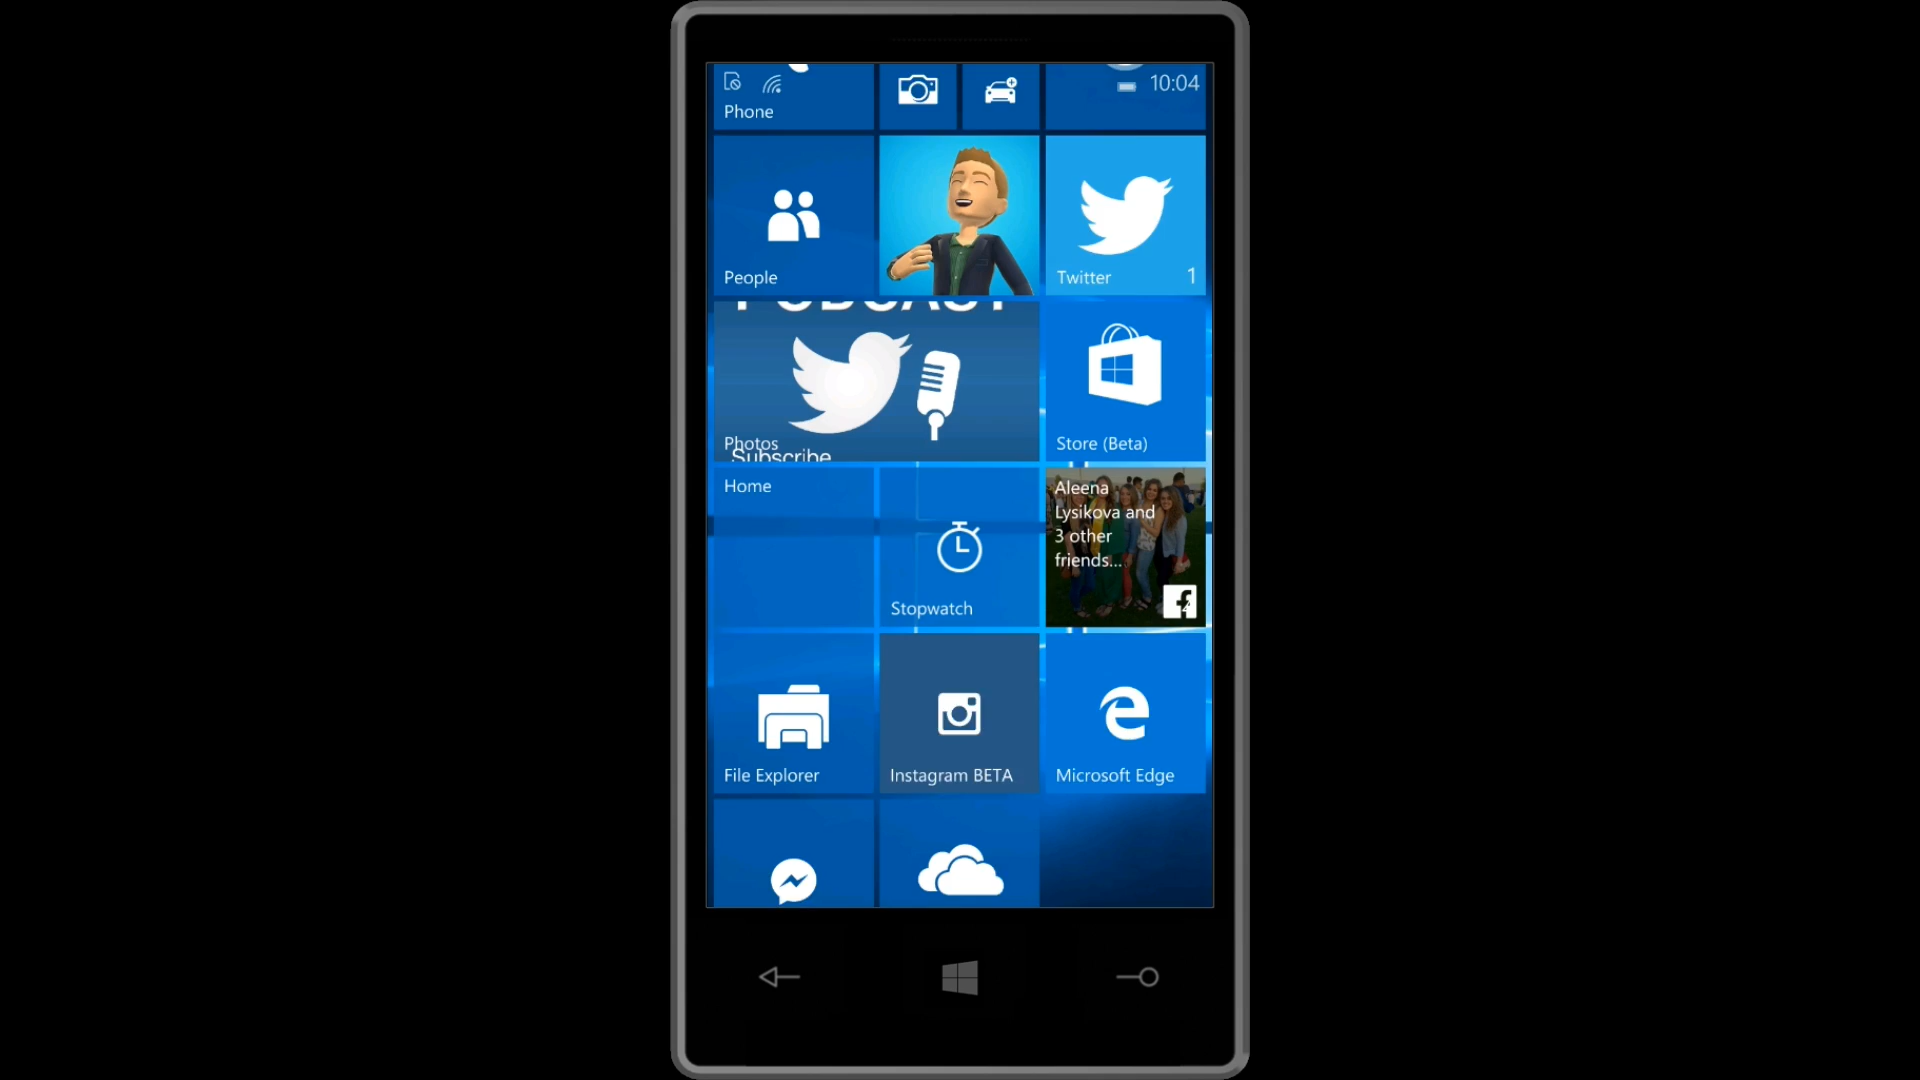 10:04
Phone
People
Twitter
1
PODCAST
Photos
Subscribe
Store (Beta)
Home
Aleena
Lysikova and
3 other
friends...
Stopwatch
File Explorer
Instagram BETA
Microsoft Edge